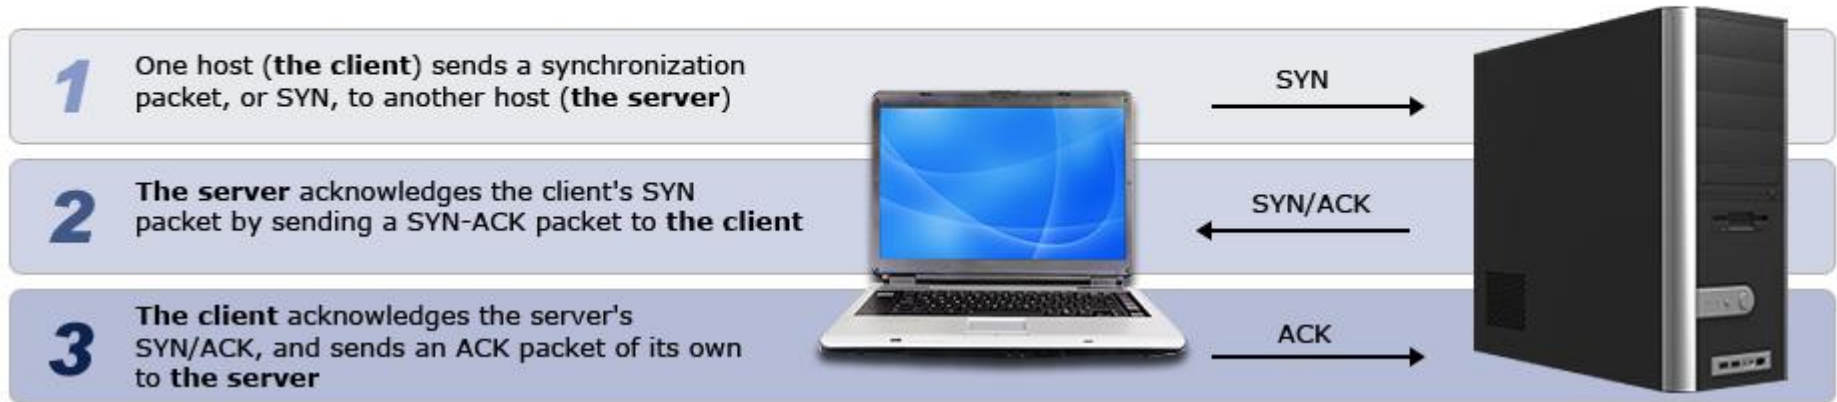 1
One host (the client) sends a synchronization
packet, or SYN, to another host (the server)
SYN
2
The server acknowledges the client's SYN
packet by sending a SYN-ACK packet to the client
SYN/ACK
3
The client acknowledges the server's
SYN/ACK, and sends an ACK packet of its own
to the server
ACK